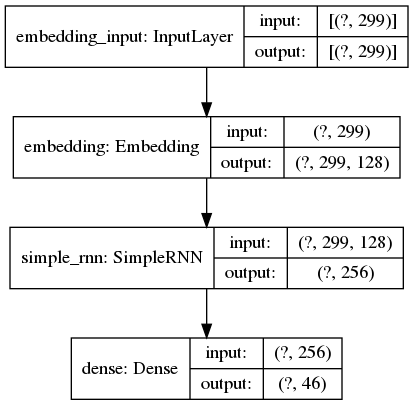 embedding_input: InputLayer
input: [(?, 299)]
output: [(?, 299)]
embedding: Embedding
input: (?, 299)
output: (?, 299, 128)
simple_rnn: SimpleRNN
input: (?, 299, 128)
output: (?, 256)
dense: Dense
input: (?, 256)
output: (?, 46)